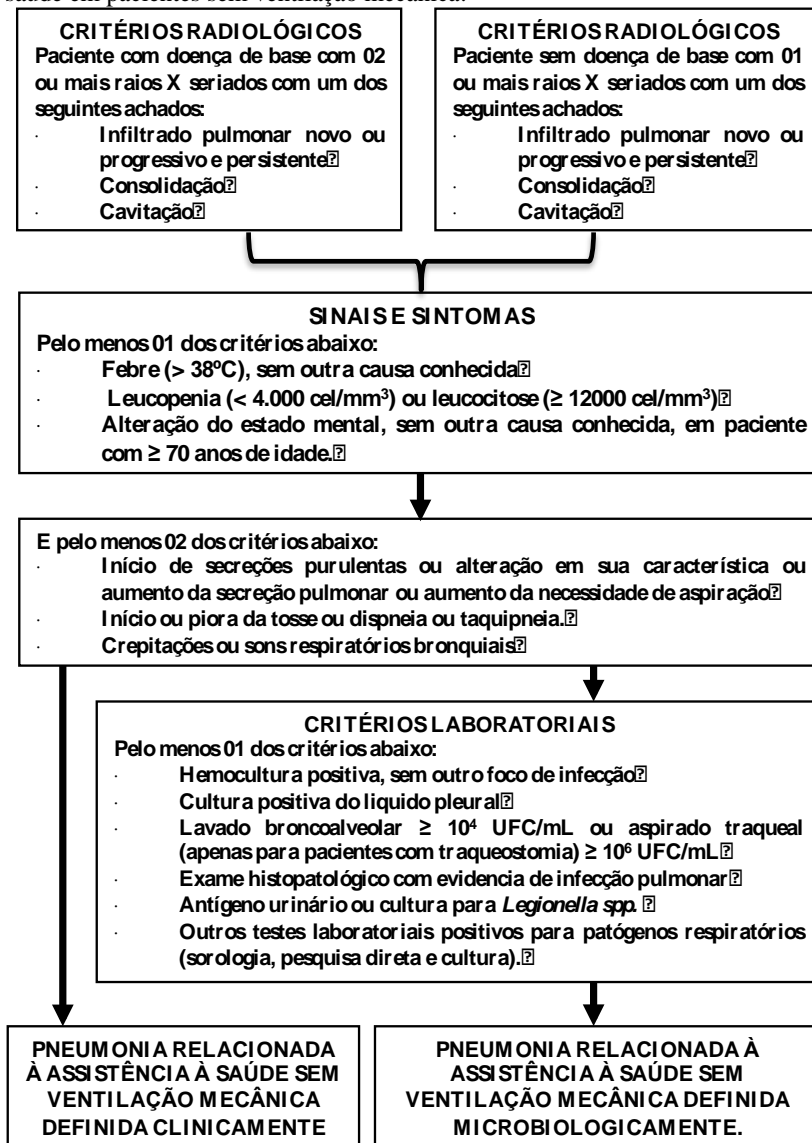 saúde em pacientes sem ventilação mecânica.
CRITÉRIOS RADIOLÓGICOS
Paciente com doença de base com 02
ou mais raios X seriados com um dos
seguintes achados:
· Infiltrado pulmonar novo ou
progressivo e persistente
· Consolidação
· Cavitação
CRITÉRIOS RADIOLÓGICOS
Paciente sem doença de base com 01
ou mais raios X seriados com um dos
seguintes achados:
· Infiltrado pulmonar novo ou
progressivo e persistente
· Consolidação
· Cavitação
SINAIS E SINTOMAS
Pelo menos 01 dos critérios abaixo:
· Febre (> 38ºC), sem outra causa conhecida
· Leucopenia (< 4.000 cel/mm³) ou leucocitose (≥ 12000 cel/mm³)
· Alteração do estado mental, sem outra causa conhecida, em paciente
com ≥ 70 anos de idade.
E pelo menos 02 dos critérios abaixo:
· Início de secreções purulentas ou alteração em sua característica ou
aumento da secreção pulmonar ou aumento da necessidade de aspiração
· Início ou piora da tosse ou dispneia ou taquipneia.
· Crepitações ou sons respiratórios bronquiais
CRITÉRIOS LABORATORIAIS
Pelo menos 01 dos critérios abaixo:
· Hemocultura positiva, sem outro foco de infecção
· Cultura positiva do liquido pleural
· Lavado broncoalveolar ≥ 10⁴ UFC/mL ou aspirado traqueal
(apenas para pacientes com traqueostomia) ≥ 10⁶ UFC/mL
· Exame histopatológico com evidencia de infecção pulmonar
· Antígeno urinário ou cultura para Legionella spp.
· Outros testes laboratoriais positivos para patógenos respiratórios
(sorologia, pesquisa direta e cultura).
PNEUMONIA RELACIONADA
À ASSISTÊNCIA À SAÚDE SEM
VENTILAÇÃO MECÂNICA
DEFINIDA CLINICAMENTE
PNEUMONIA RELACIONADA À
ASSISTÊNCIA À SAÚDE SEM
VENTILAÇÃO MECÂNICA DEFINIDA
MICROBIOLOGICAMENTE.